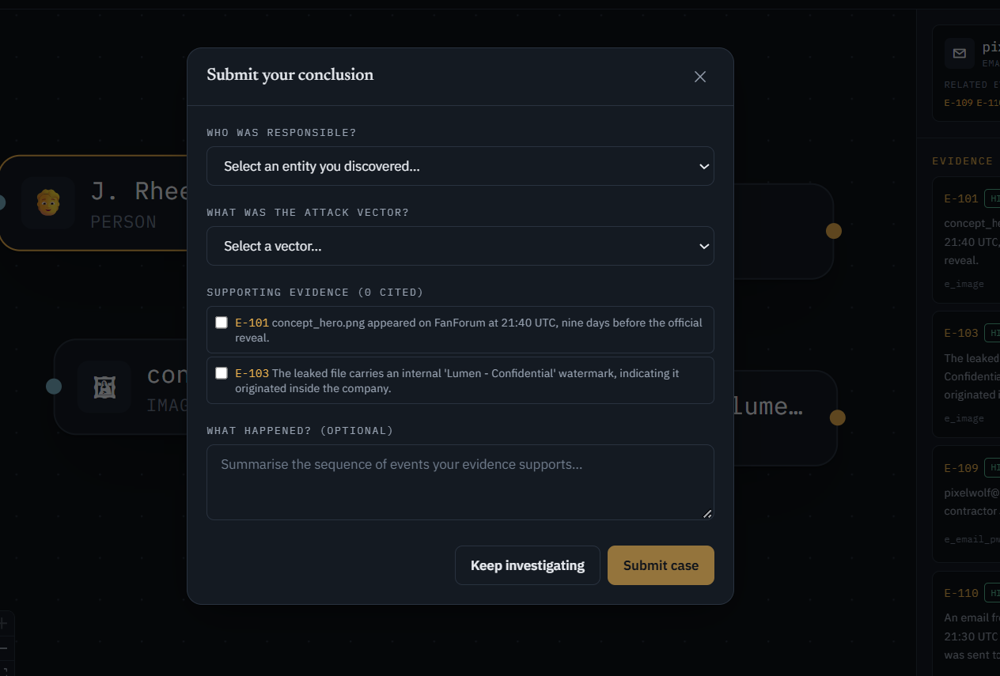 Submit your conclusion
WHO WAS RESPONSIBLE?
Select an entity you discovered...
WHAT WAS THE ATTACK VECTOR?
Select a vector...
SUPPORTING EVIDENCE (0 CITED)
E-101 concept_hero.png appeared on FanForum at 21:40 UTC, nine days before the official
reveal.
E-103 The leaked file carries an internal 'Lumen - Confidential' watermark, indicating it
originated inside the company.
WHAT HAPPENED? (OPTIONAL)
Summarise the sequence of events your evidence supports...
Keep investigating
Submit case
J. Rhee
PERSON
con
IMAG
lume…
pix
EMA
RELATED E
E-109 E-11
EVIDENCE
E-101 HI
concept_he
21:40 UTC,
reveal.
e_image
E-103 HI
The leaked
Confidentia
originated i
e_image
E-109 HI
pixelwolf@
contractor
e_email_pw
E-110 HI
An email fr
21:30 UTC
was sent to